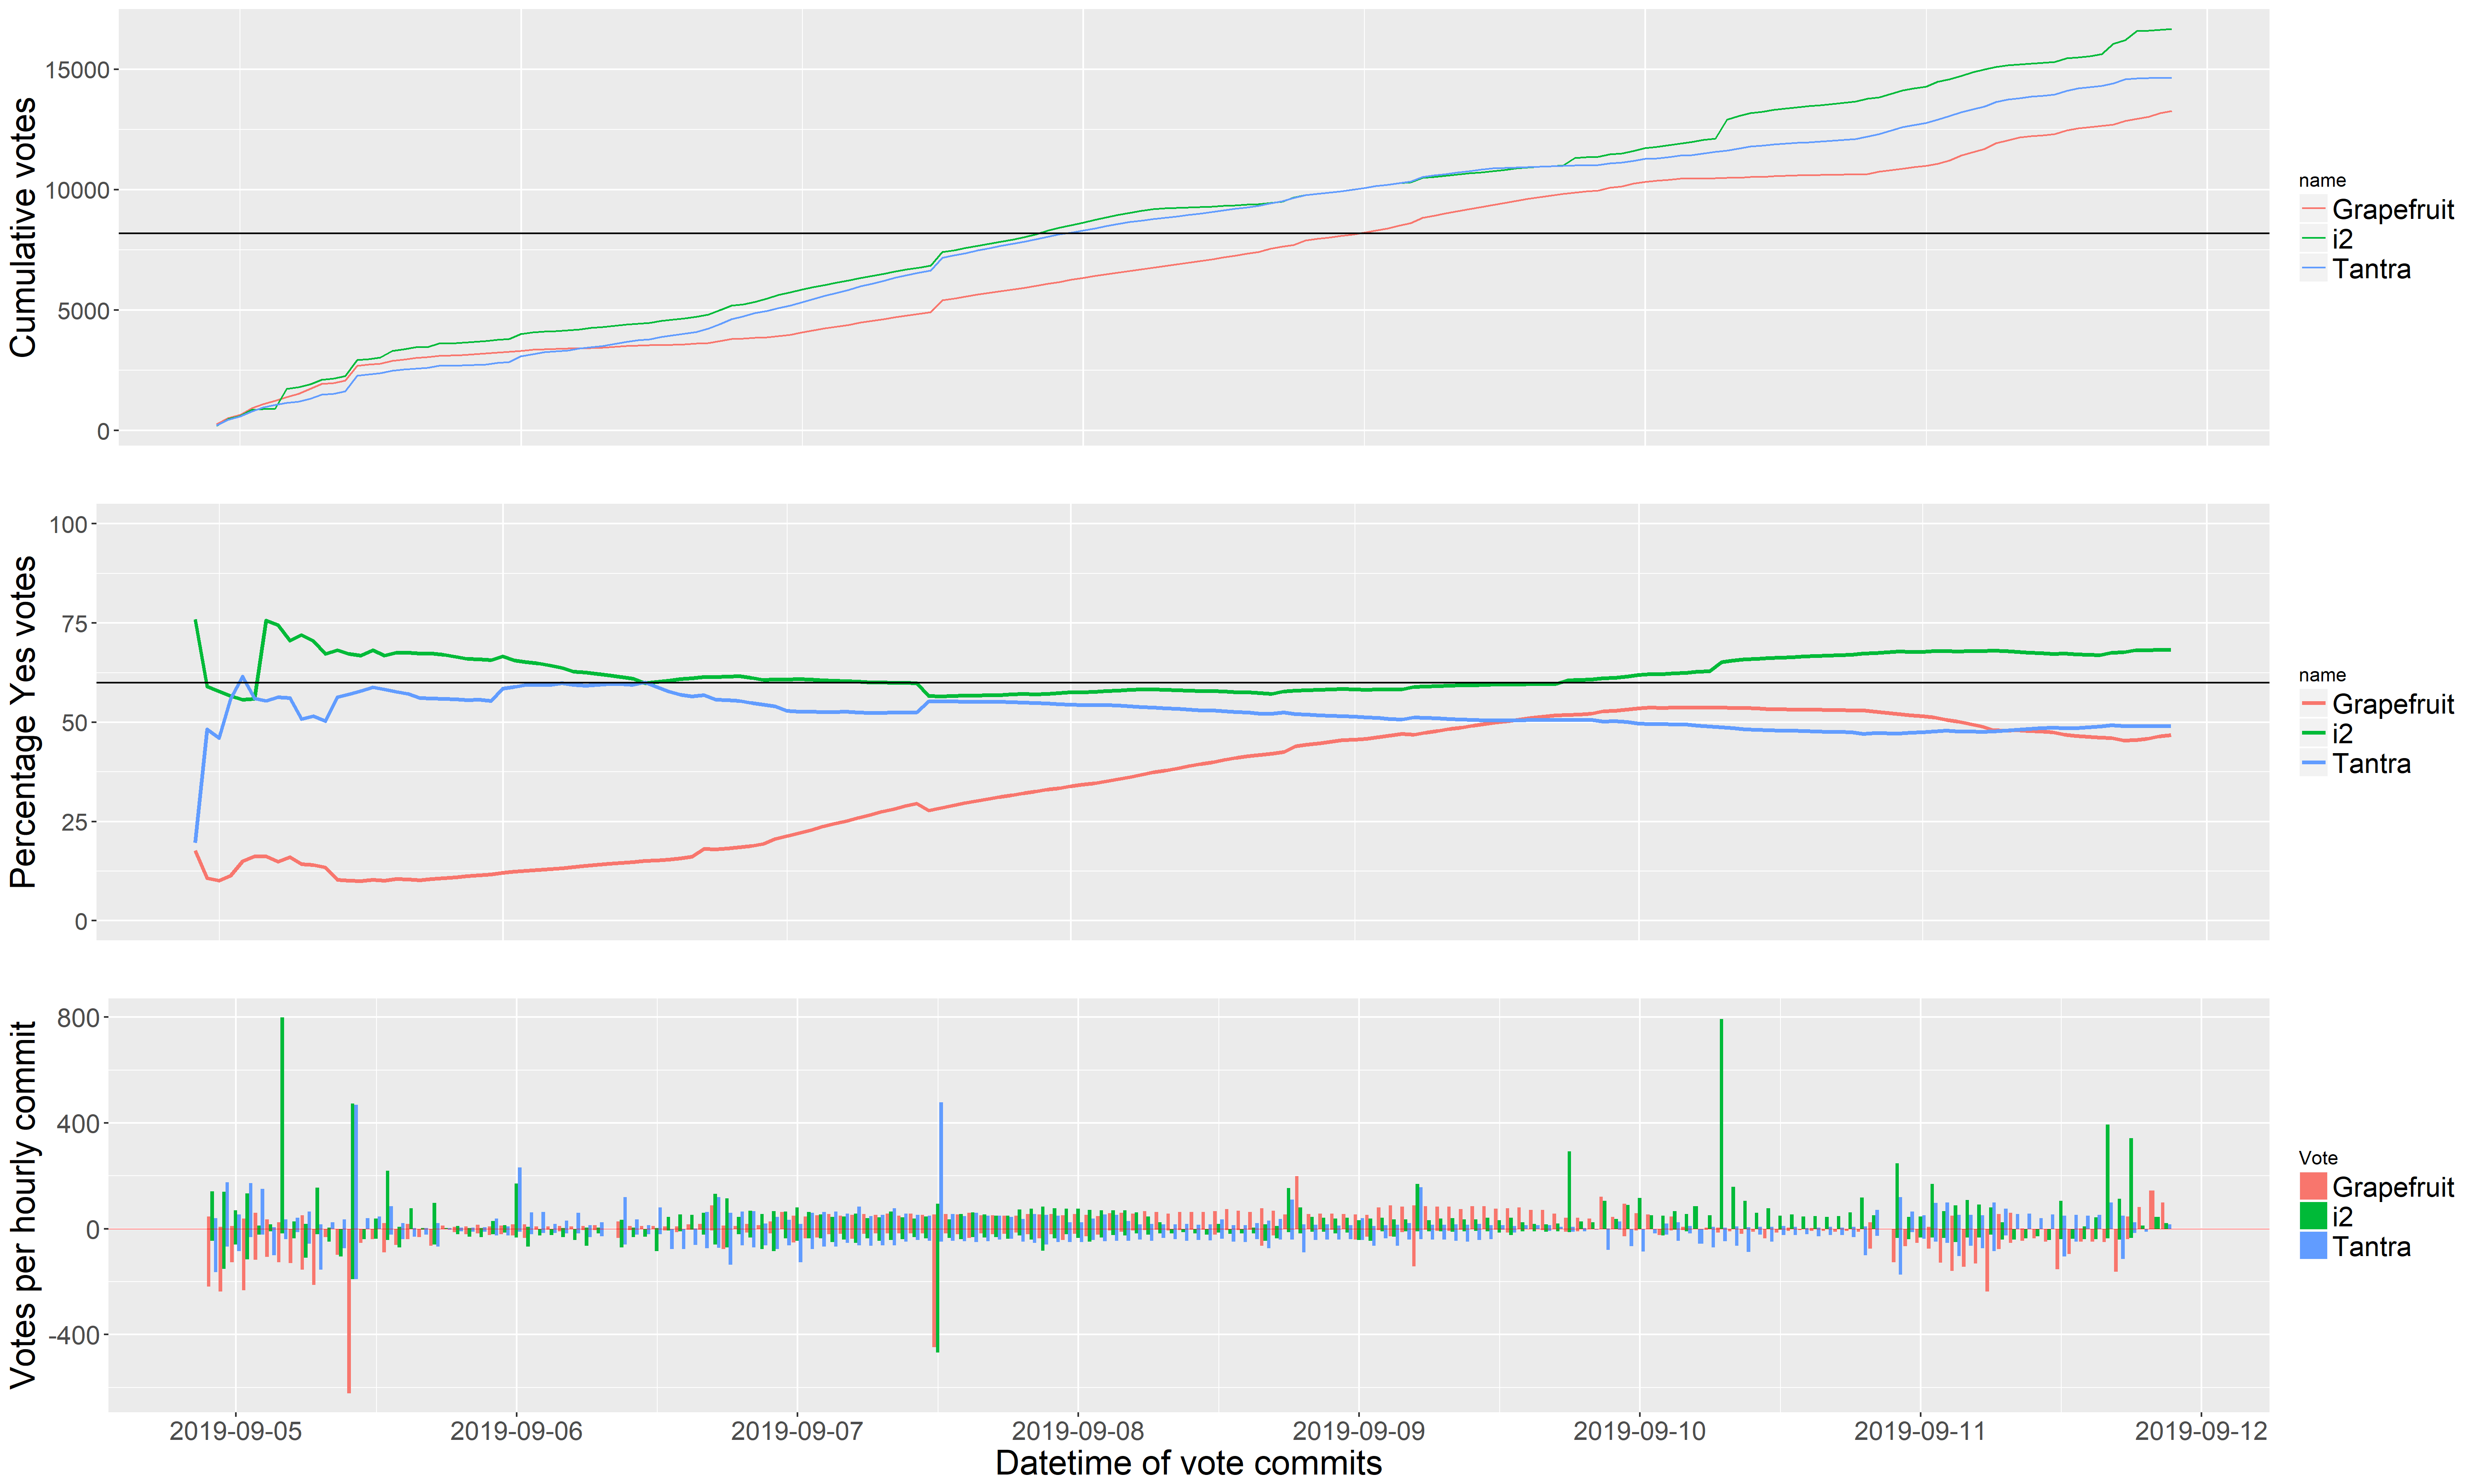 Cumulative votes
15000
10000
5000
0
name
Grapefruit
i2
Tantra
Percentage Yes votes
100
75
50
25
0
name
Grapefruit
i2
Tantra
Votes per hourly commit
800
400
0
-400
Vote
Grapefruit
i2
Tantra
2019-09-05 2019-09-06 2019-09-07 2019-09-08 2019-09-09 2019-09-10 2019-09-11 2019-09-12
Datetime of vote commits